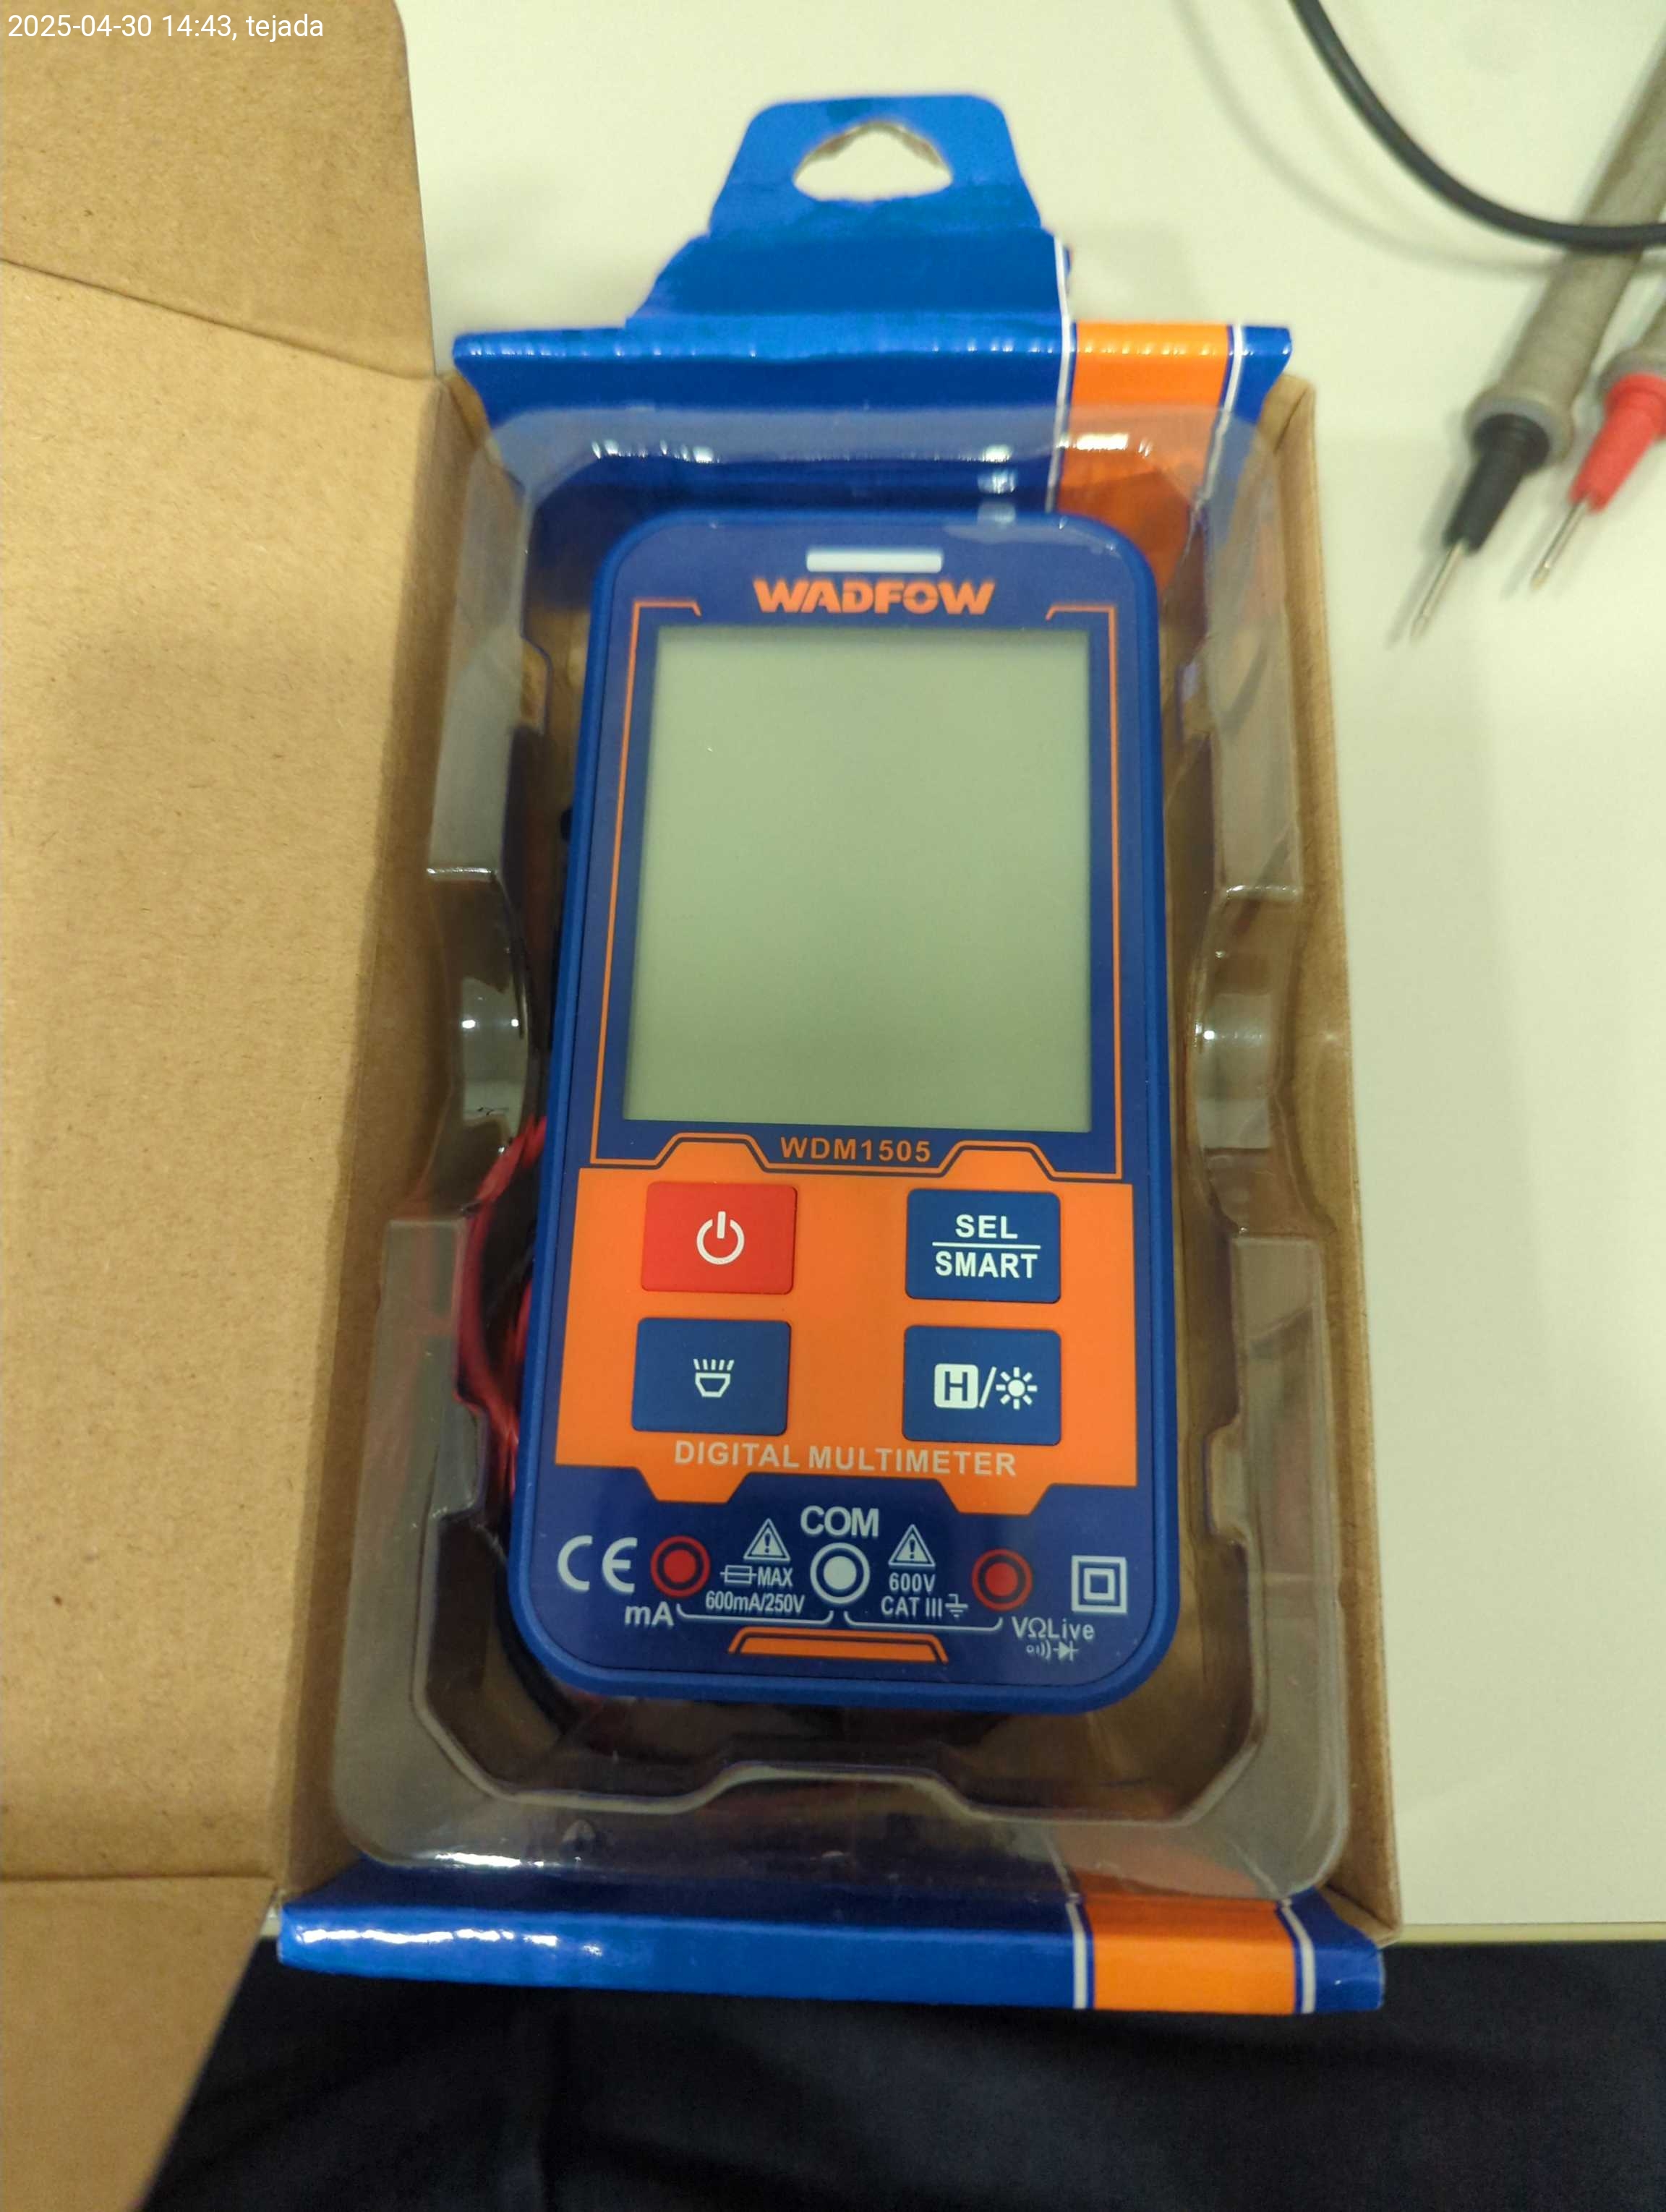 2025-04-30 14:43, tejada
WADFOW
WDM1505
SEL
SMART
H/
DIGITAL MULTIMETER
COM
CE
MAX
600mA/250V
600V
CAT III
mA
VΩLive